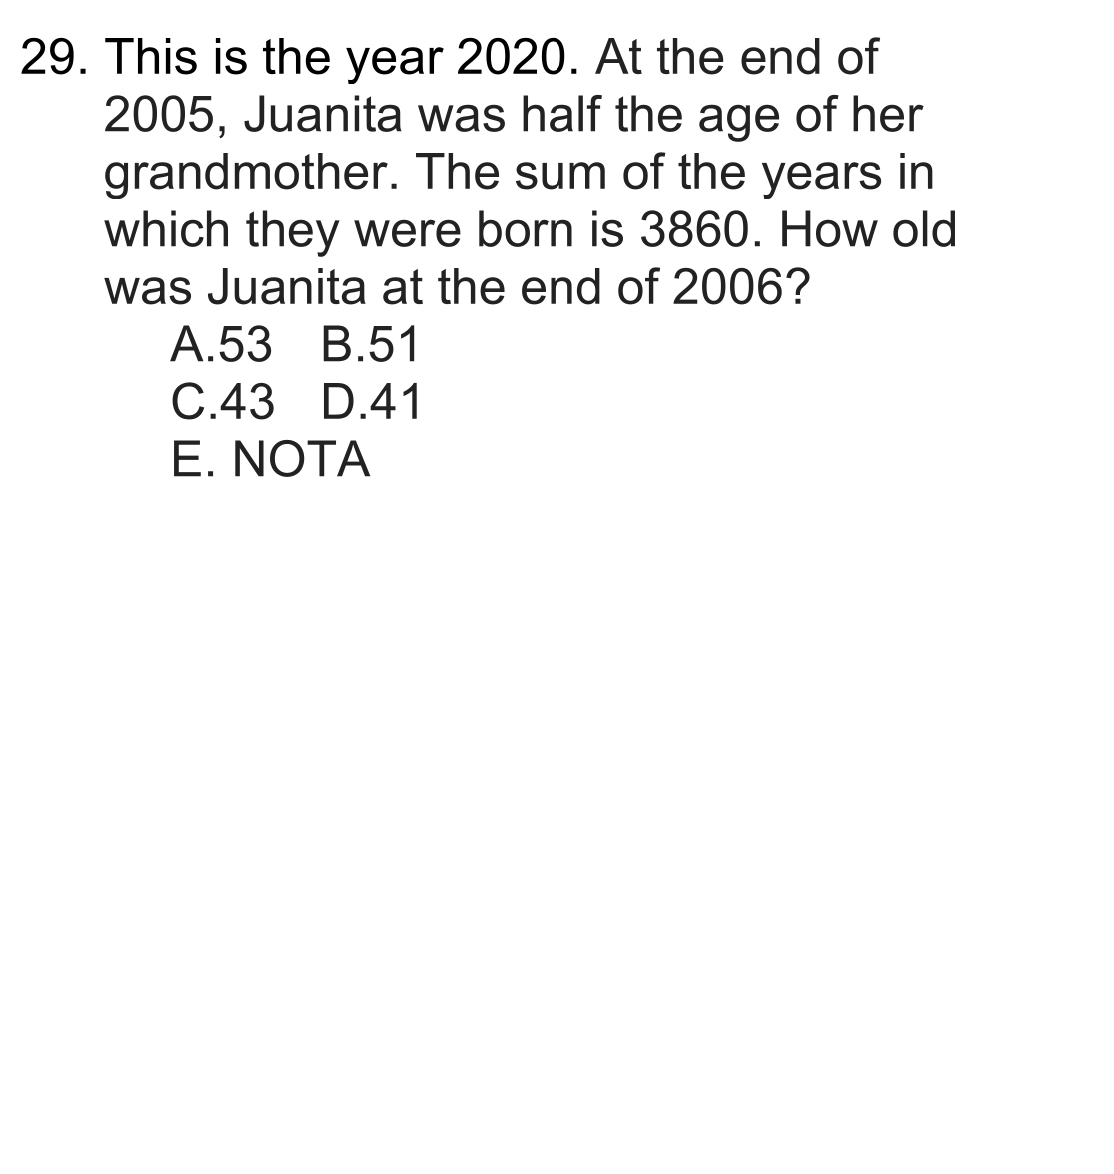 29. This is the year 2020. At the end of
2005, Juanita was half the age of her
grandmother. The sum of the years in
which they were born is 3860. How old
was Juanita at the end of 2006?
A.53 B.51
C.43 D.41
E. NOTA